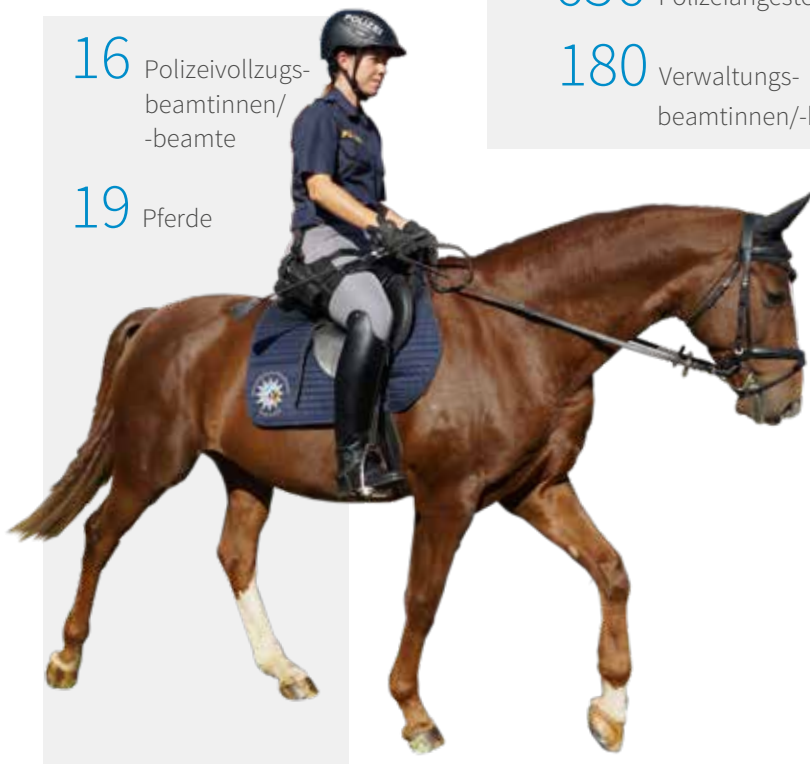 16 Polizeivollzugs-
beamtinnen/
-beamte
19 Pferde
180 Verwaltungs-
POLIZEI